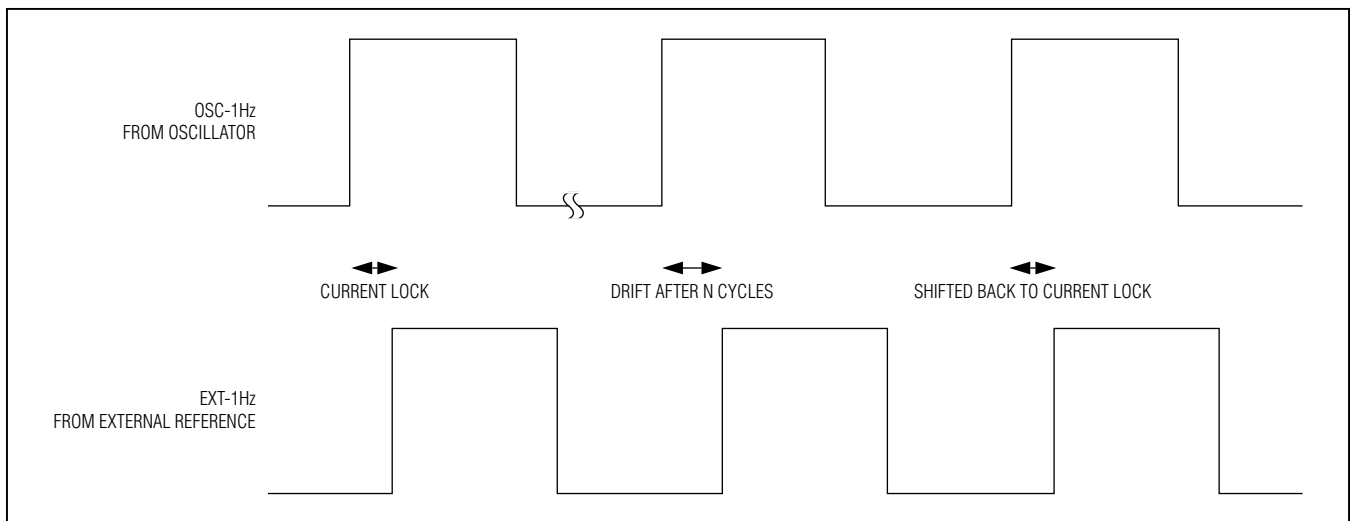 OSC-1Hz
FROM OSCILLATOR
CURRENT LOCK
DRIFT AFTER N CYCLES
SHIFTED BACK TO CURRENT LOCK
EXT-1Hz
FROM EXTERNAL REFERENCE